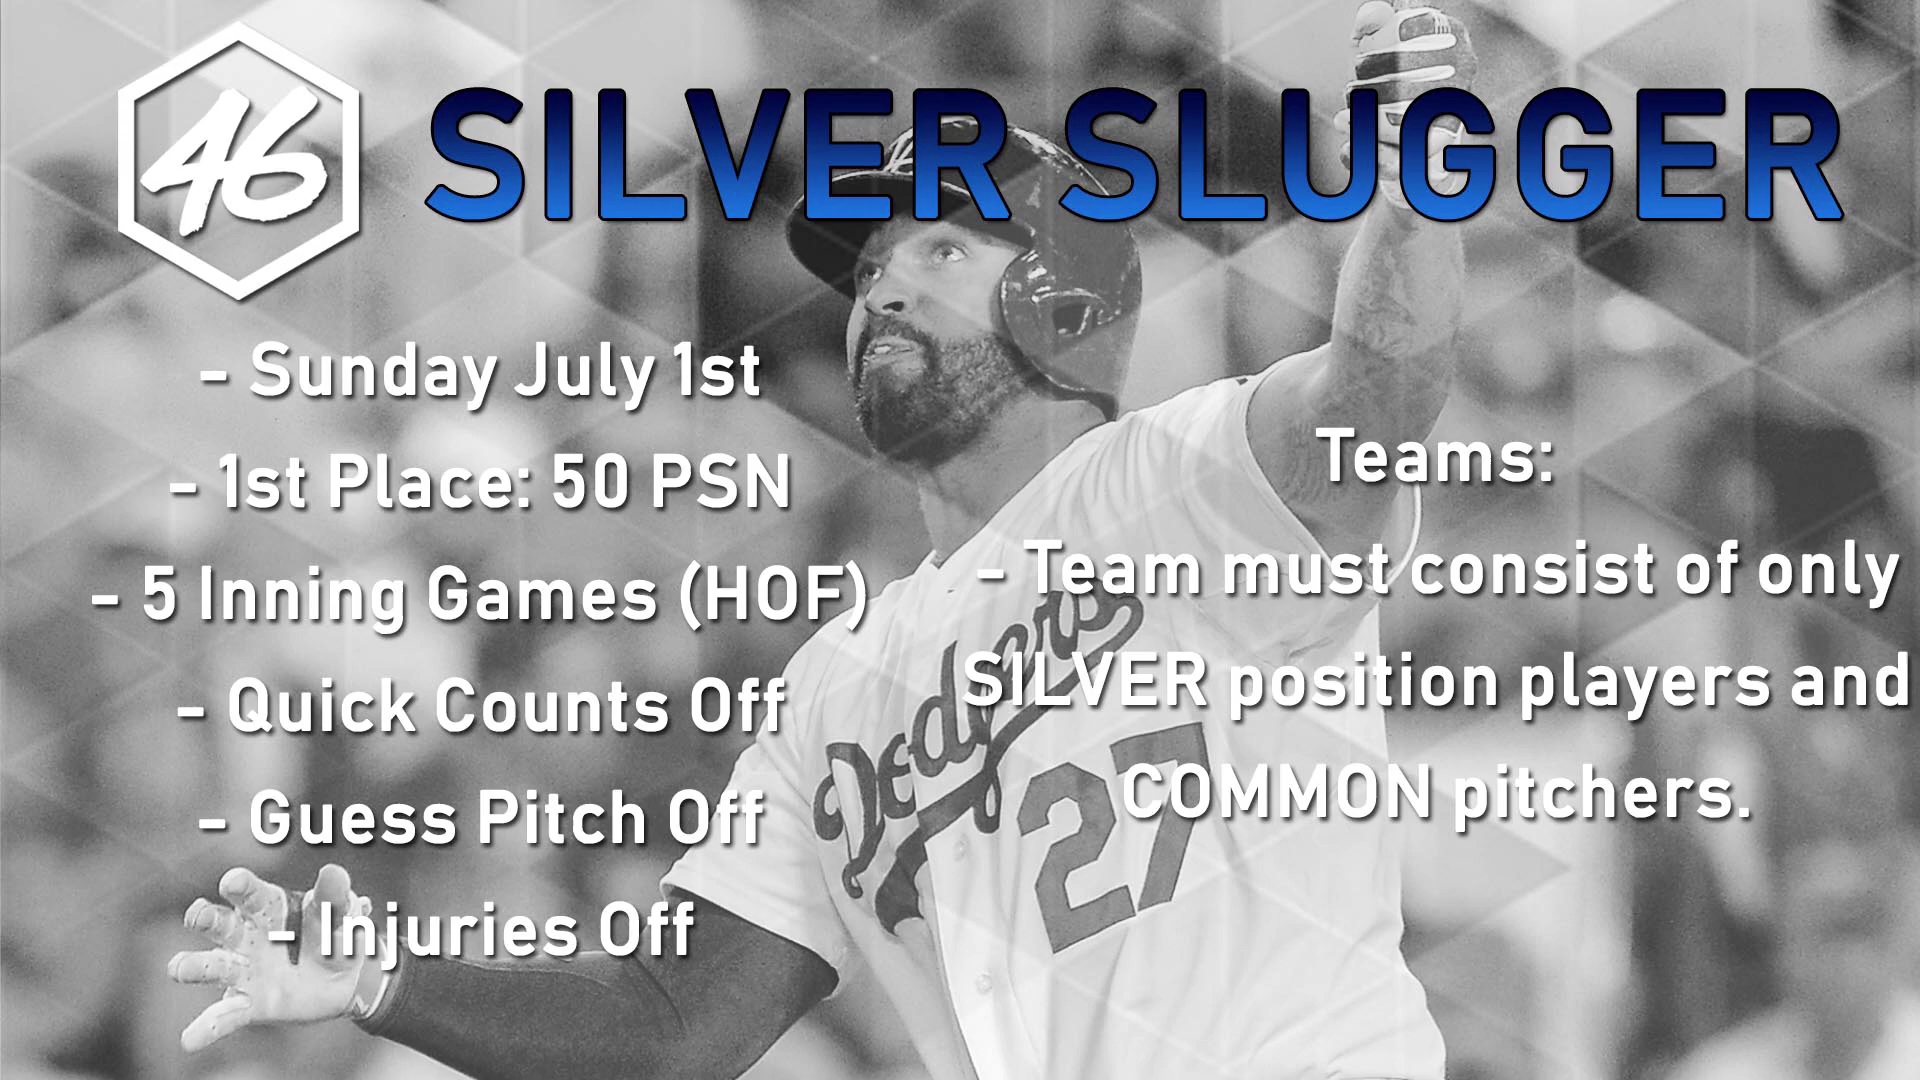 46
SILVER SLUGGER
- Sunday July 1st
- 1st Place: 50 PSN
- 5 Inning Games (HOF)
- Quick Counts Off
- Guess Pitch Off
- Injuries Off
Teams:
- Team must consist of only
SILVER position players and
COMMON pitchers.
Dodgers
27